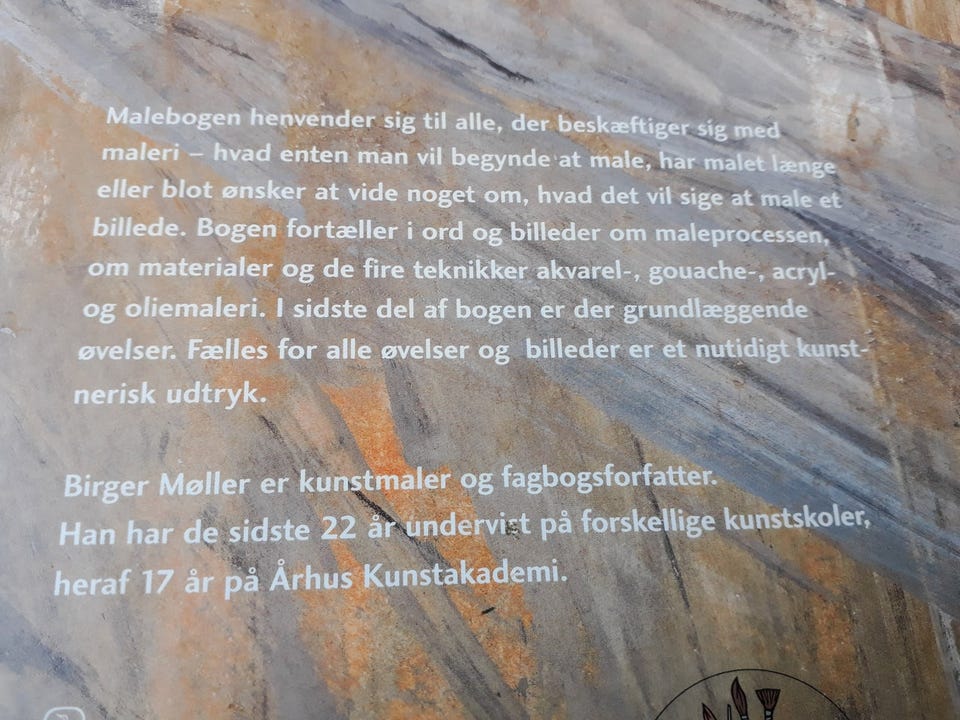 Malebogen henvender sig til alle, der beskæftiger sig med
maleri – hvad enten man vil begynde at male, har malet længe
eller blot ønsker at vide noget om, hvad det vil sige at male et
billede. Bogen fortæller i ord og billeder om maleprocessen,
om materialer og de fire teknikker akvarel-, gouache-, acryl-
og oliemaleri. I sidste del af bogen er der grundlæggende
øvelser. Fælles for alle øvelser og billeder er et nutidigt kunst-
nerisk udtryk.
Birger Møller er kunstmaler og fagbogsforfatter.
Han har de sidste 22 år undervist på forskellige kunstskoler,
heraf 17 år på Århus Kunstakademi.